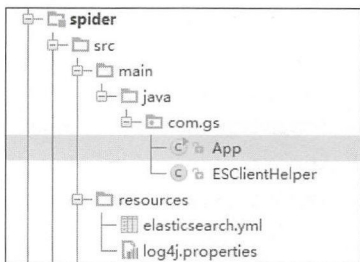 spider
src
main
java
com.gs
App
ESClientHelper
resources
elasticsearch.yml
log4j.properties